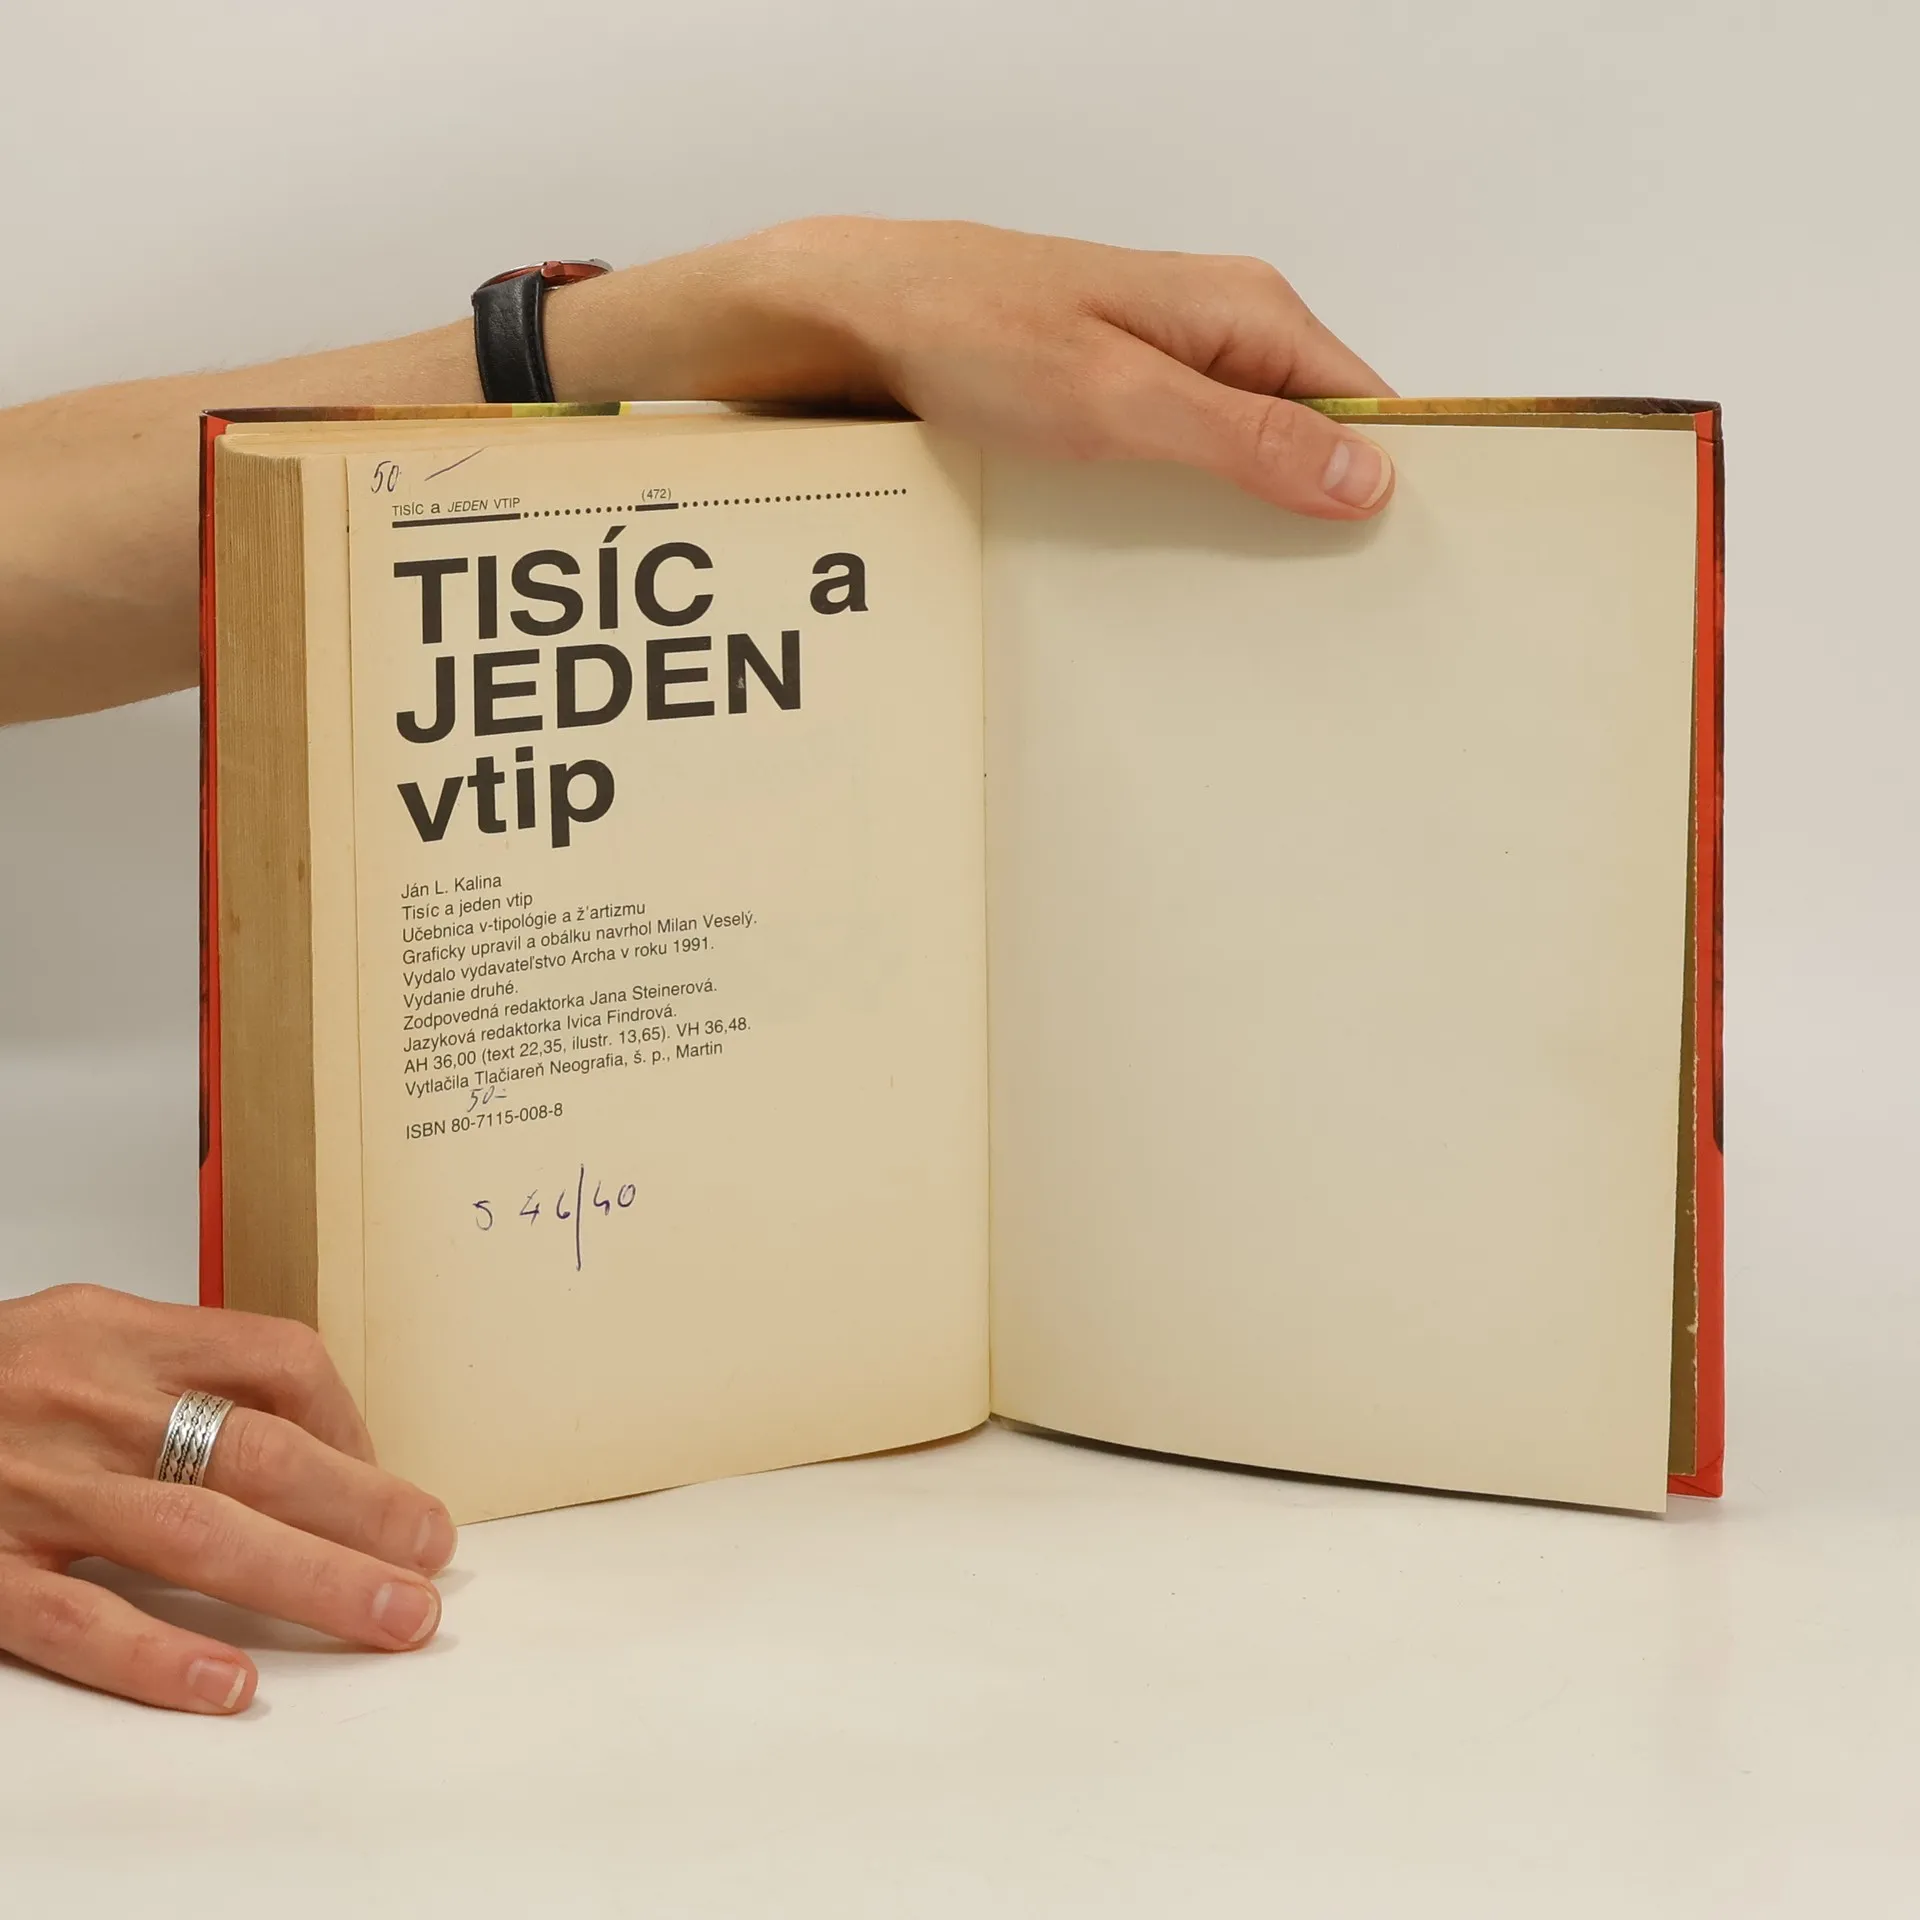 50 —
TISÍC a JEDEN VTIP (472)
TISÍC a
JEDEN
vtip
Ján L. Kalina
Tisíc a jeden vtip
Učebnica v-tipológie a ž'artizmu
Graficky upravil a obálku navrhol Milan Veselý.
Vydalo vydavateľstvo Archa v roku 1991.
Vydanie druhé.
Zodpovedná redaktorka Jana Steinerová.
Jazyková redaktorka Ivica Findrová.
AH 36,00 (text 22,35, ilustr. 13,65). VH 36,48.
Vytlačila Tlačiareň Neografia, š. p., Martin
50-
ISBN 80-7115-008-8
5 46/40